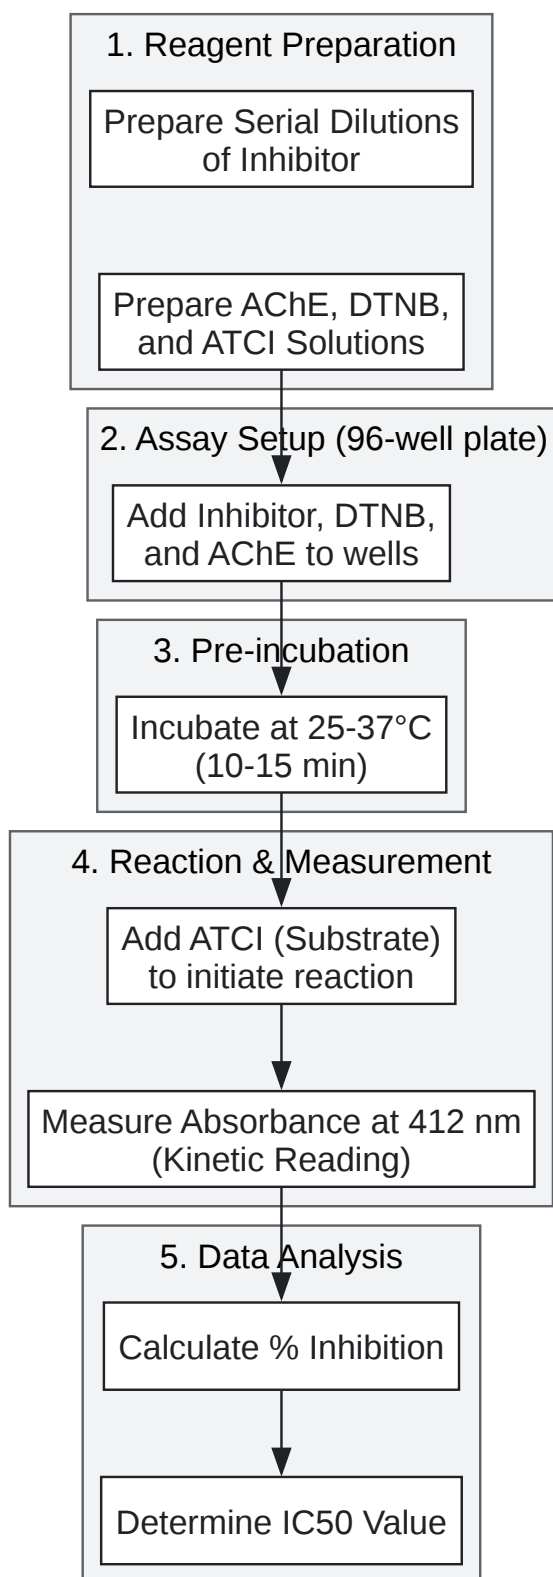 1. Reagent Preparation
Prepare Serial Dilutions
of Inhibitor
Prepare AChE, DTNB,
and ATCI Solutions
2. Assay Setup (96-well plate)
Add Inhibitor, DTNB,
and AChE to wells
3. Pre-incubation
Incubate at 25-37°C
(10-15 min)
4. Reaction & Measurement
Add ATCI (Substrate)
to initiate reaction
Measure Absorbance at 412 nm
(Kinetic Reading)
5. Data Analysis
Calculate % Inhibition
Determine IC50 Value